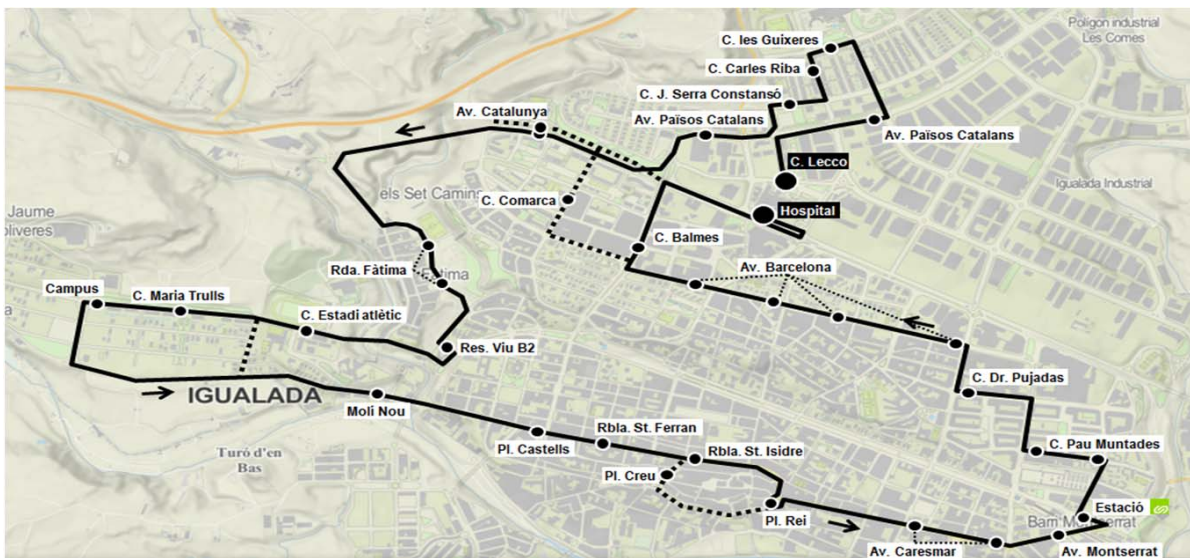 C. les Guixeres
Polígon industrial
Les Comes
C. Carles Riba
C. J. Serra Constansó
Av. Catalunya
Av. Països Catalans
Av. Països Catalans
C. Lecco
Igualada Industrial
els Set Camins
C. Comarca
Hospital
Jaume
oliveres
C. Balmes
Rda. Fàtima
Fàtima
Av. Barcelona
Campus
C. Maria Trulls
C. Estadi atlètic
Res. Viu B2
C. Dr. Pujadas
IGUALADA
Molí Nou
Rbla. St. Ferran
Pl. Castells
Rbla. St. Isidre
C. Pau Muntades
Turó d'en
Bas
Pl. Creu
Pl. Rei
Estació
Barri Montserrat
Av. Caresmar
Av. Montserrat